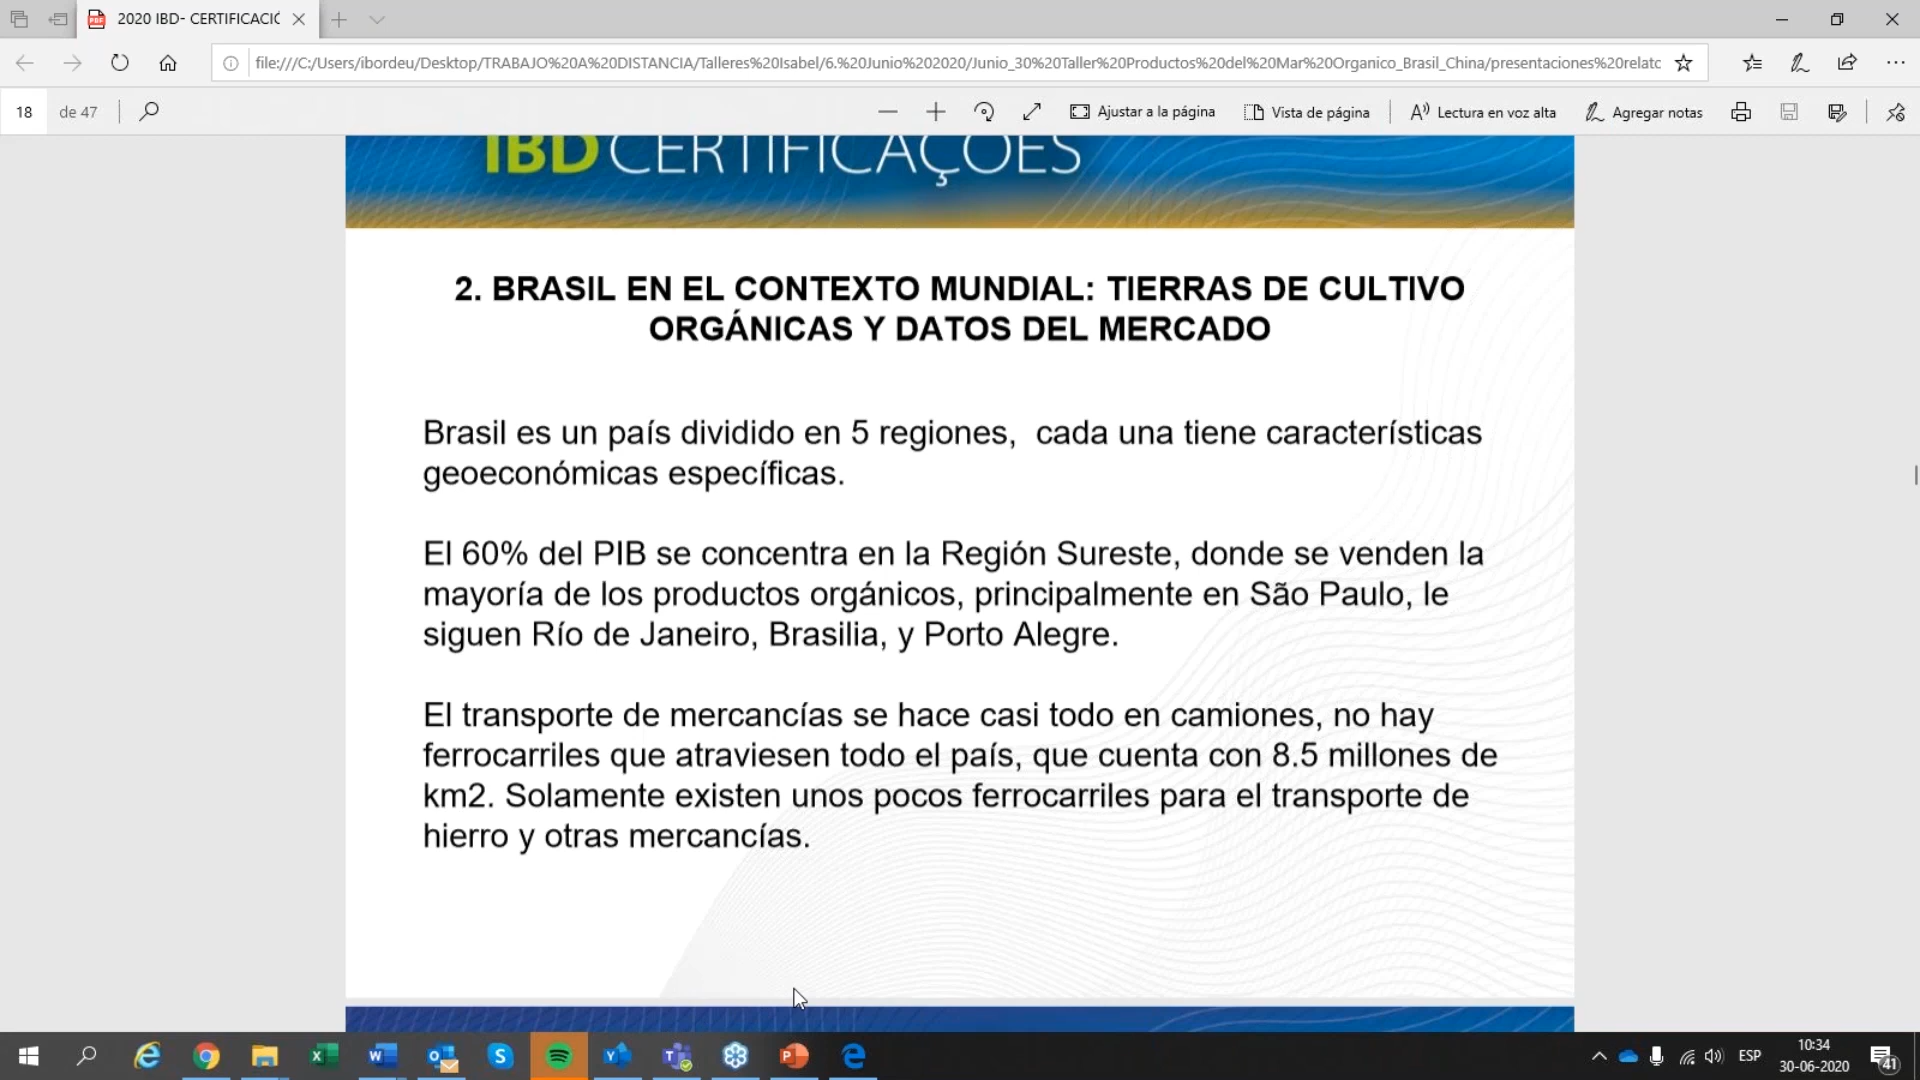 2020 IBD- CERTIFICACIÓ
file:///C:/Users/ibordeu/Desktop/TRABAJO%20A%20DISTANCIA/Talleres%20Isabel/6.%20Junio%202020/Junio_30%20Taller%20Productos%20del%20Mar%20Organico_Brasil_China/presentaciones%20relatc
18 de 47
Ajustar a la página
Vista de página
Lectura en voz alta
Agregar notas
IBD CERTIFICAÇÕES
2. BRASIL EN EL CONTEXTO MUNDIAL: TIERRAS DE CULTIVO
ORGÁNICAS Y DATOS DEL MERCADO
Brasil es un país dividido en 5 regiones, cada una tiene características
geoeconómicas específicas.
El 60% del PIB se concentra en la Región Sureste, donde se venden la
mayoría de los productos orgánicos, principalmente en São Paulo, le
siguen Río de Janeiro, Brasilia, y Porto Alegre.
El transporte de mercancías se hace casi todo en camiones, no hay
ferrocarriles que atraviesen todo el país, que cuenta con 8.5 millones de
km2. Solamente existen unos pocos ferrocarriles para el transporte de
hierro y otras mercancías.
ESP
10:34
30-06-2020
41